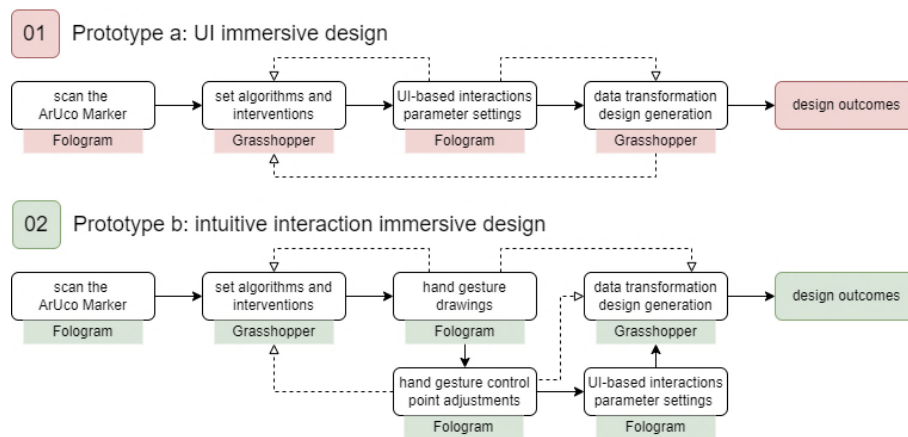 01 Prototype a: UI immersive design
scan the
ArUco Marker
Fologram
set algorithms and
interventions
Grasshopper
UI-based interactions
parameter settings
Fologram
data transformation
design generation
Grasshopper
design outcomes
02 Prototype b: intuitive interaction immersive design
scan the
ArUco Marker
Fologram
set algorithms and
interventions
Grasshopper
hand gesture
drawings
Fologram
data transformation
design generation
Grasshopper
design outcomes
hand gesture control
point adjustments
Fologram
UI-based interactions
parameter settings
Fologram